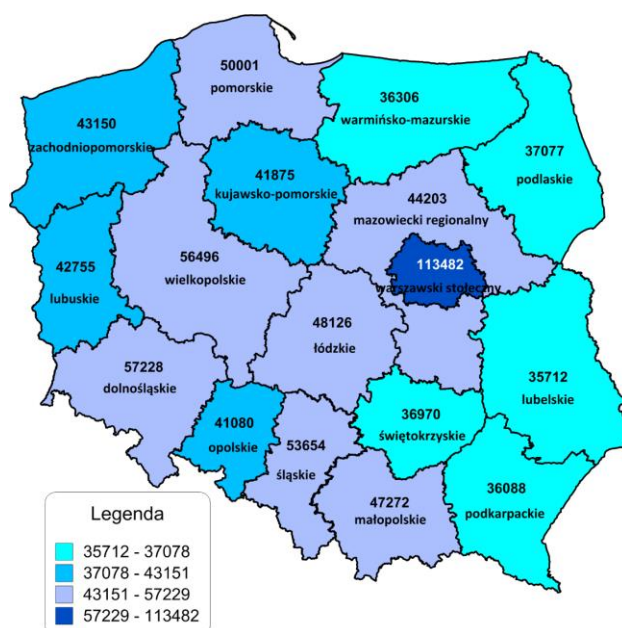 50001
pomorskie
36306
warmińsko-mazurskie
43150
zachodniopomorskie
37077
podlaskie
41875
kujawsko-pomorskie
44203
mazowiecki regionalny
56496
wielkopolskie
42755
lubuskie
113482
warszawski stołeczny
48126
łódzkie
57228
dolnośląskie
35712
lubelskie
36970
świętokrzyskie
41080
opolskie
53654
śląskie
47272
małopolskie
36088
podkarpackie
Legenda
35712 - 37078
37078 - 43151
43151 - 57229
57229 - 113482